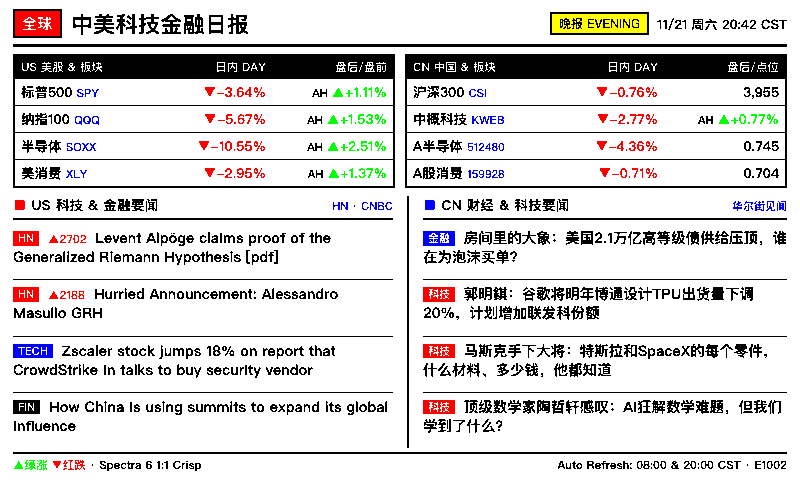 全球 中美科技金融日报 晚报 EVENING 11/21 周六 20:42 CST
US 美股 & 板块 日内 DAY 盘后/盘前
标普500 SPY ▼-3.64% AH ▲+1.11%
纳指100 QQQ ▼-5.67% AH ▲+1.53%
半导体 SOXX ▼-10.55% AH ▲+2.51%
美消费 XLY ▼-2.95% AH ▲+1.37%
CN 中国 & 板块 日内 DAY 盘后/点位
沪深300 CSI ▼-0.76% 3,955
中概科技 KWEB ▼-2.77% AH ▲+0.77%
A半导体 512480 ▼-4.36% 0.745
A股消费 159928 ▼-0.71% 0.704
US 科技 & 金融要闻 HN · CNBC
HN ▲2702 Levent Alpöge claims proof of the
Generalized Riemann Hypothesis [pdf]
HN ▲2188 Hurried Announcement: Alessandro
Masullo GRH
TECH Zscaler stock jumps 18% on report that
CrowdStrike in talks to buy security vendor
FIN How China is using summits to expand its global
influence
CN 财经 & 科技要闻 华尔街见闻
金融 房间里的大象：美国2.1万亿高等级债供给压顶，谁
在为泡沫买单？
科技 郭明錤：谷歌将明年博通设计TPU出货量下调
20%，计划增加联发科份额
科技 马斯克手下大将：特斯拉和SpaceX的每个零件，
什么材料、多少钱，他都知道
科技 顶级数学家陶哲轩感叹：AI狂解数学难题，但我们
学到了什么？
▲绿涨 ▼红跌 · Spectra 6 1:1 Crisp Auto Refresh: 08:00 & 20:00 CST · E1002